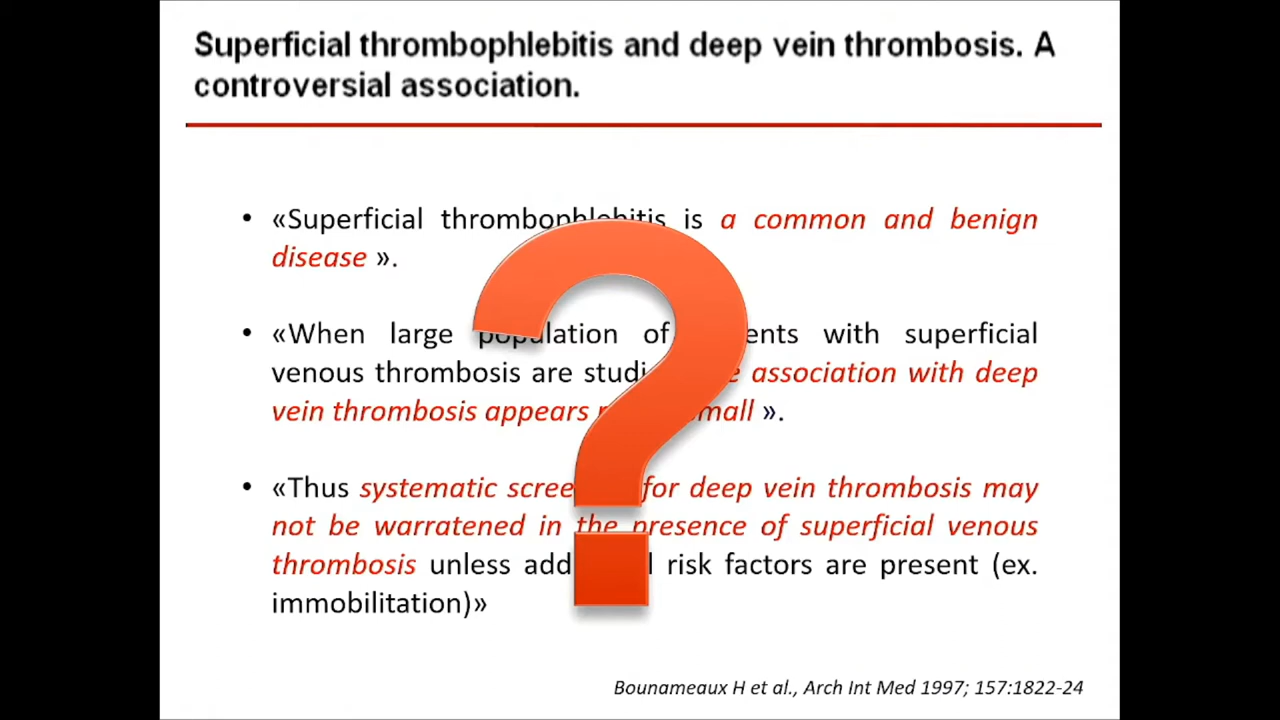 Superficial thrombophlebitis and deep vein thrombosis. A
controversial association.
• «Superficial thrombophlebitis is a common and benign
disease ».
• «When large population of ents with superficial
venous thrombosis are studi association with deep
vein thrombosis appears mall ».
• «Thus systematic scree for deep vein thrombosis may
not be warratened in the presence of superficial venous
thrombosis unless add risk factors are present (ex.
immobilitation)»
?
Bounameaux H et al., Arch Int Med 1997; 157:1822-24